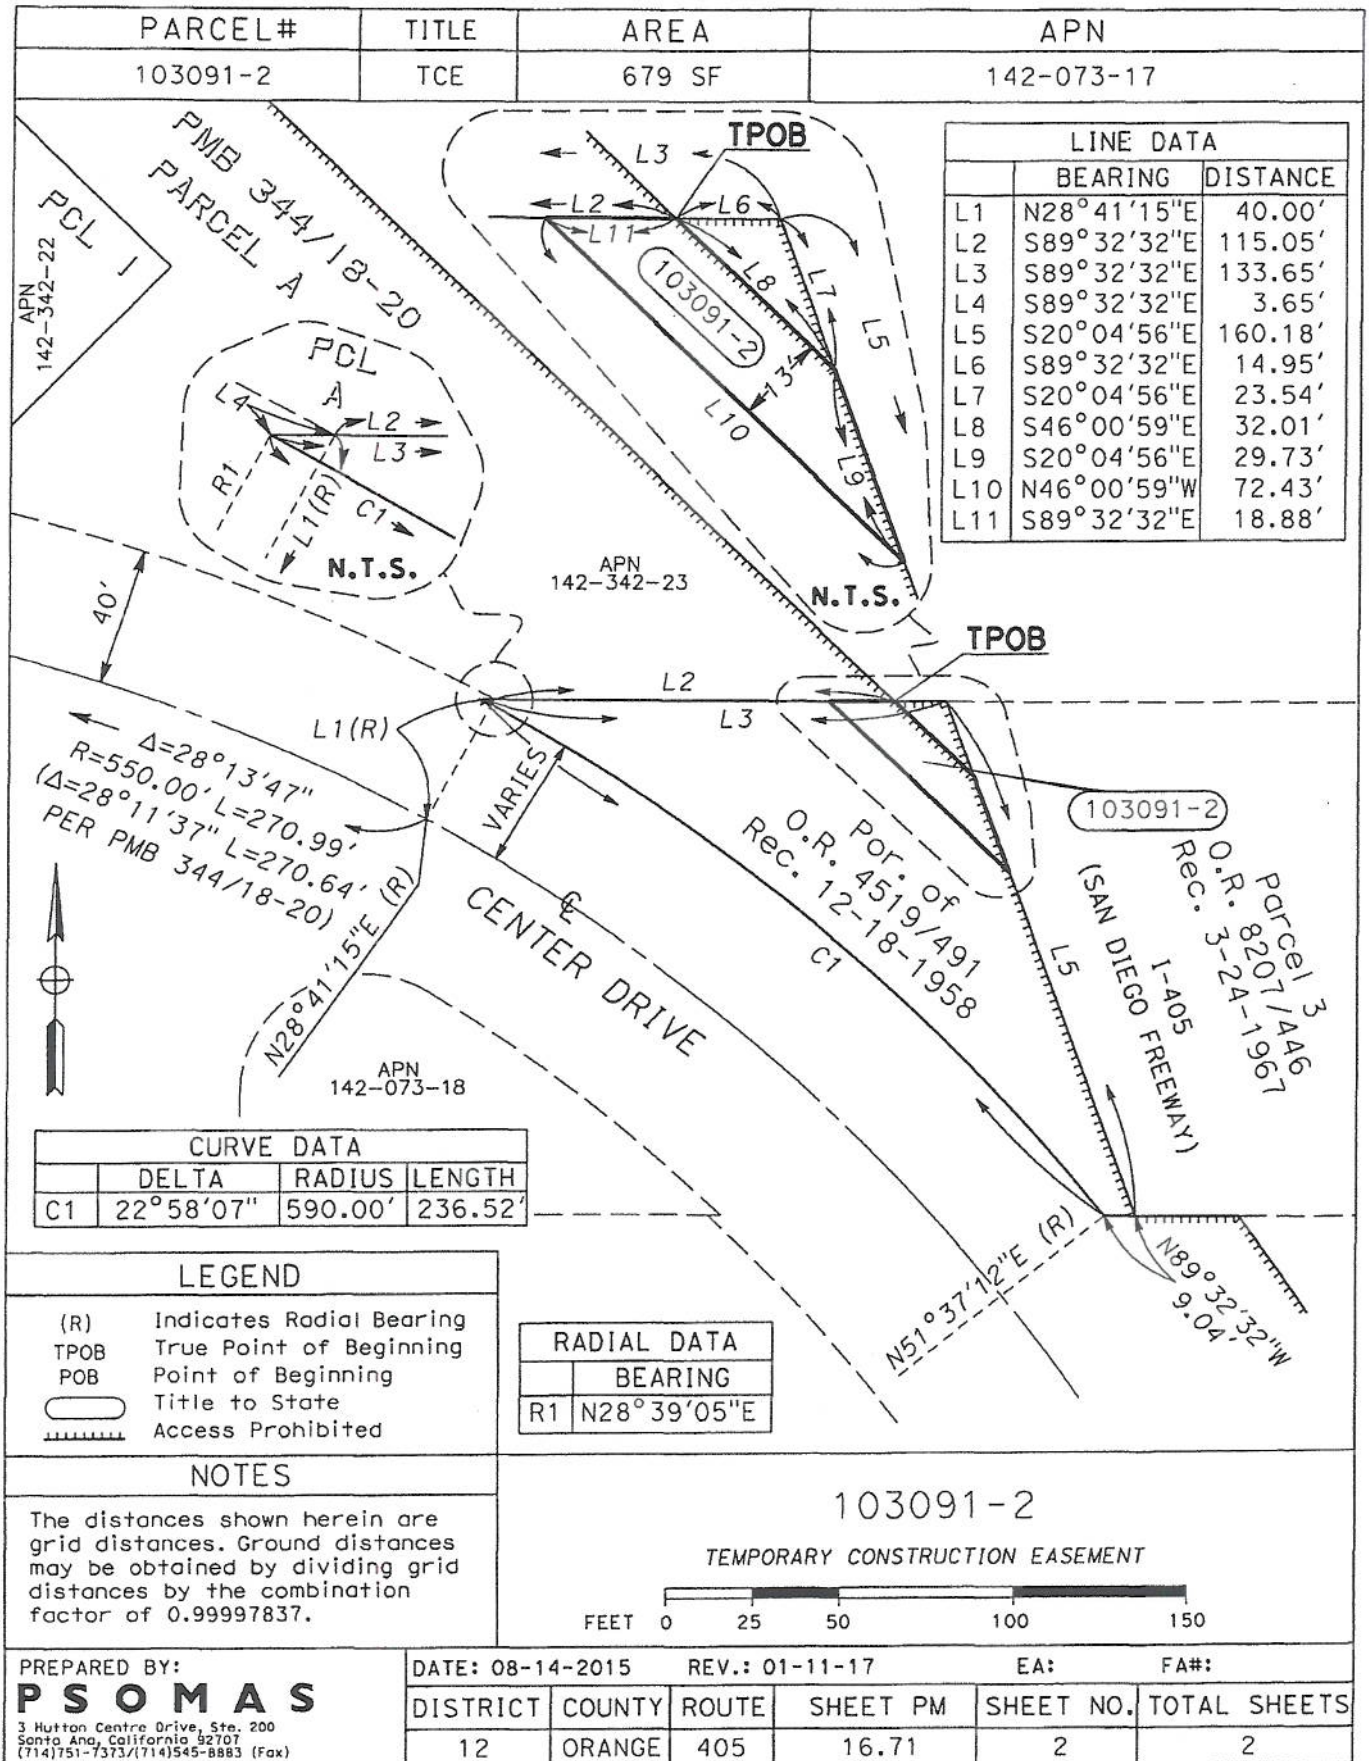 PARCEL# TITLE AREA APN
103091-2 TCE 679 SF 142-073-17
PMB 344/18-20
PARCEL A
PCL 1
APN
142-342-22
TPOB
L3
L2
L6
L11
L8
L7
103091-2
L5
13'
L10
L9
N.T.S.
LINE DATA
BEARING DISTANCE
L1 N28°41'15"E 40.00'
L2 S89°32'32"E 115.05'
L3 S89°32'32"E 133.65'
L4 S89°32'32"E 3.65'
L5 S20°04'56"E 160.18'
L6 S89°32'32"E 14.95'
L7 S20°04'56"E 23.54'
L8 S46°00'59"E 32.01'
L9 S20°04'56"E 29.73'
L10 N46°00'59"W 72.43'
L11 S89°32'32"E 18.88'
PCL
A
L4
L2
L3
R1
L1(R)
C1
N.T.S.
APN
142-342-23
40'
TPOB
L2
L3
L1(R)
VARIES
Δ=28°13'47"
R=550.00' L=270.99'
(Δ=28°11'37" L=270.64'
PER PMB 344/18-20)
103091-2
Por. of
O.R. 4519/491
Rec. 12-18-1958
Parcel 3
O.R. 8207/446
Rec. 3-24-1967
I-405
(SAN DIEGO FREEWAY)
L5
C1
℄
CENTER DRIVE
N28°41'15"E (R)
APN
142-073-18
CURVE DATA
DELTA RADIUS LENGTH
C1 22°58'07" 590.00' 236.52'
N51°37'12"E (R)
N89°32'32"W
9.04'
LEGEND
(R) Indicates Radial Bearing
TPOB True Point of Beginning
POB Point of Beginning
Title to State
Access Prohibited
RADIAL DATA
BEARING
R1 N28°39'05"E
NOTES
The distances shown herein are
grid distances. Ground distances
may be obtained by dividing grid
distances by the combination
factor of 0.99997837.
103091-2
TEMPORARY CONSTRUCTION EASEMENT
FEET 0 25 50 100 150
PREPARED BY:
PSOMAS
3 Hutton Centre Drive, Ste. 200
Santa Ana, California 92707
(714)751-7373/(714)545-8883 (Fax)
DATE: 08-14-2015 REV.: 01-11-17 EA: FA#:
DISTRICT COUNTY ROUTE SHEET PM SHEET NO. TOTAL SHEETS
12 ORANGE 405 16.71 2 2